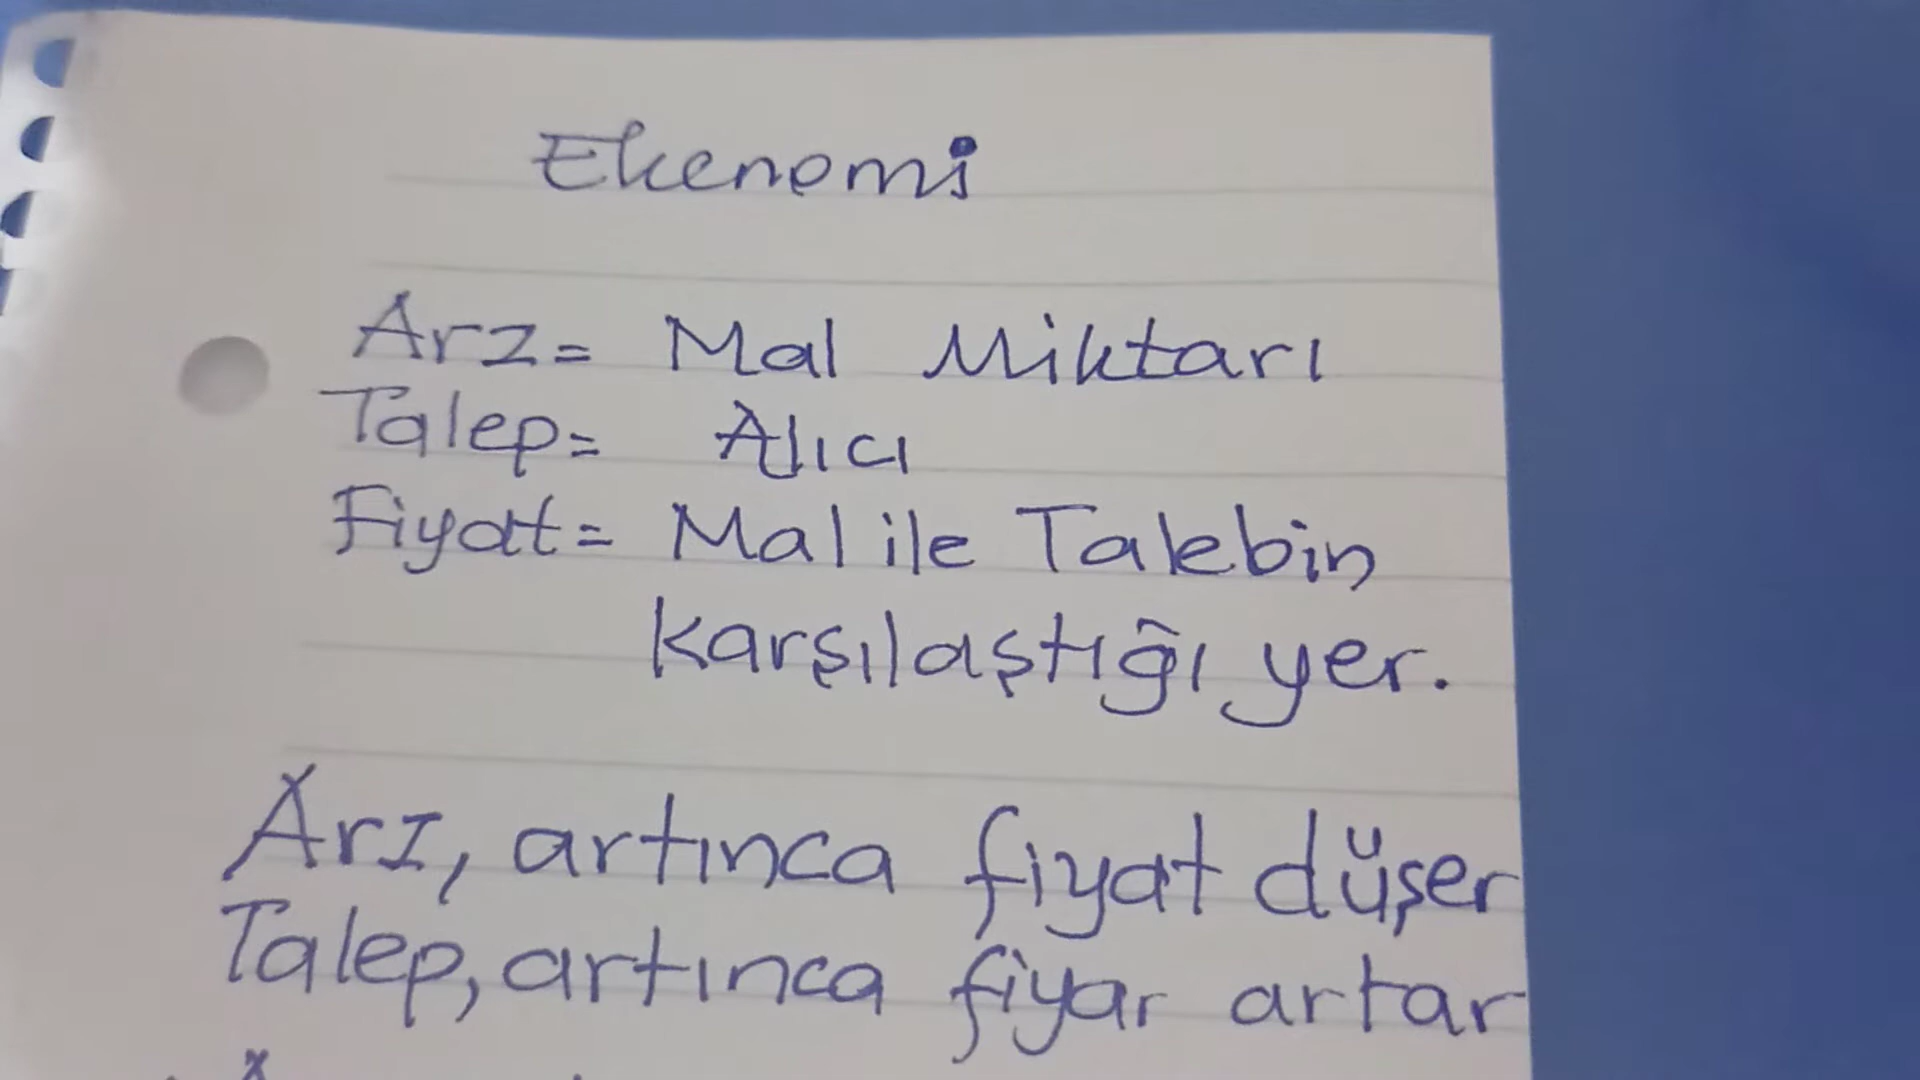 Ekenomi
Arz= Mal Miktarı
Talep= Alıcı
Fiyat= Mal ile Talebin
karşılaştığı yer.
Arz, artınca fiyat düşer
Talep, artınca fiyar artar